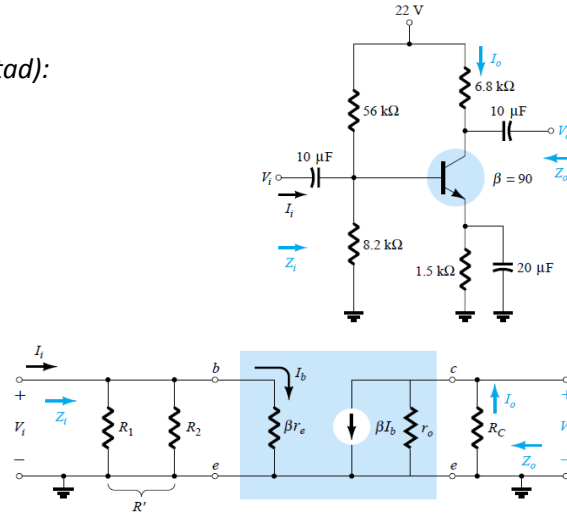 tad):
22 V
I_o
6.8 kΩ
56 kΩ
10 μF
V_o
10 μF
Z_o
V_i
β = 90
I_i
8.2 kΩ
Z_i
1.5 kΩ
20 μF
I_i
b
I_b
c
+
Z_i
I_o
+
V_i
R_1
R_2
βr_e
βI_b
r_o
R_C
V
−
Z_o
−
e
e
R'